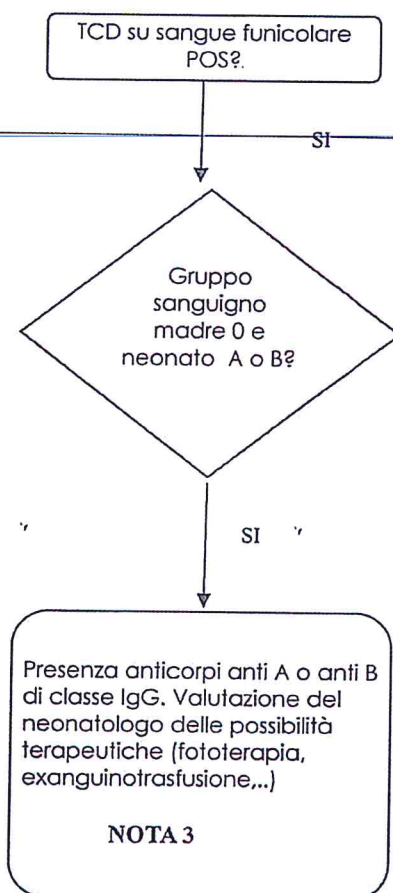 TCD su sangue funicolare
POS?.
SI
Gruppo
sanguigno
madre 0 e
neonato A o B?
SI
Presenza anticorpi anti A o anti B
di classe IgG. Valutazione del
neonatologo delle possibilità
terapeutiche (fototerapia,
exanguinotrasfusione,..)
NOTA 3